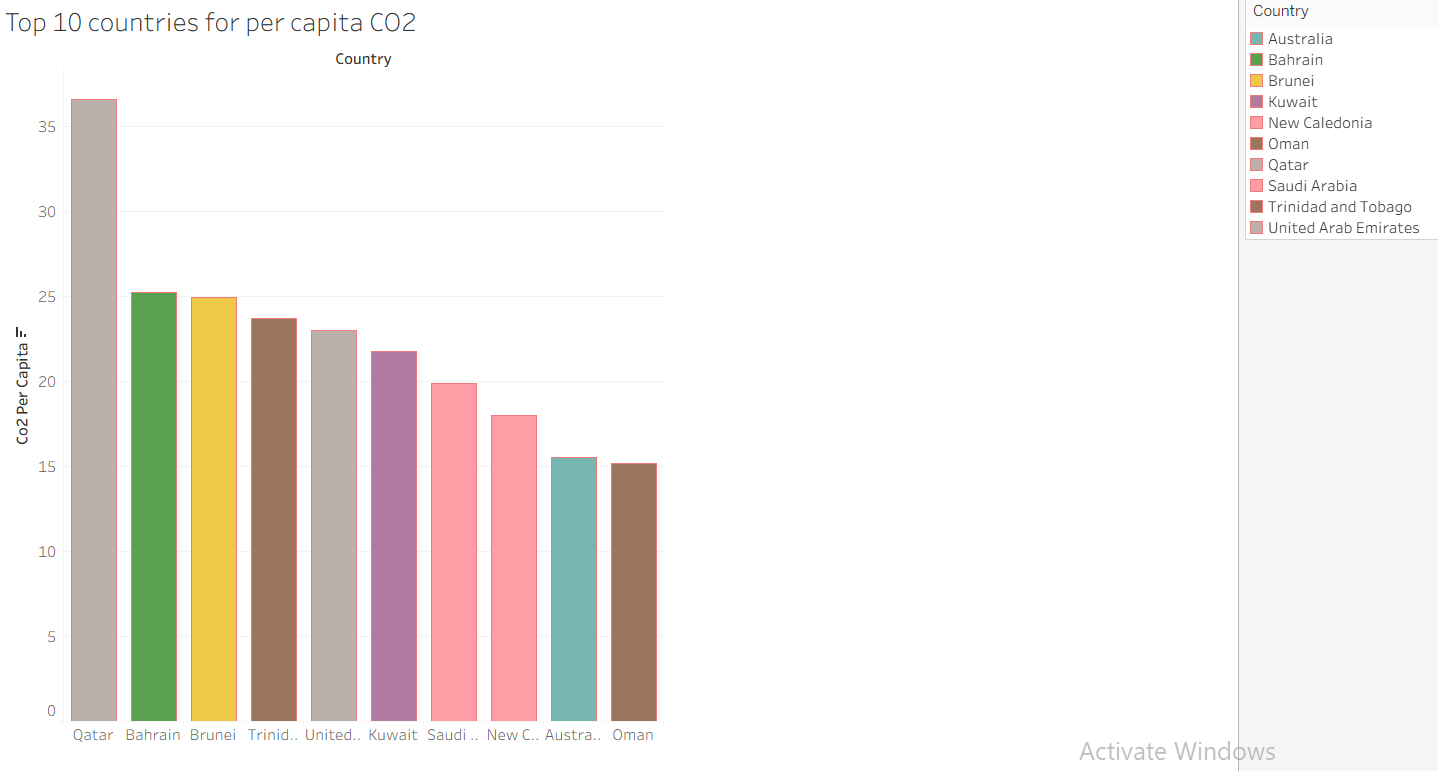 Top 10 countries for per capita CO2
Country
Co2 Per Capita
35
30
25
20
15
10
5
0
Qatar Bahrain Brunei Trinid.. United.. Kuwait Saudi .. New C.. Austra.. Oman
Country
Australia
Bahrain
Brunei
Kuwait
New Caledonia
Oman
Qatar
Saudi Arabia
Trinidad and Tobago
United Arab Emirates
Activate Windows